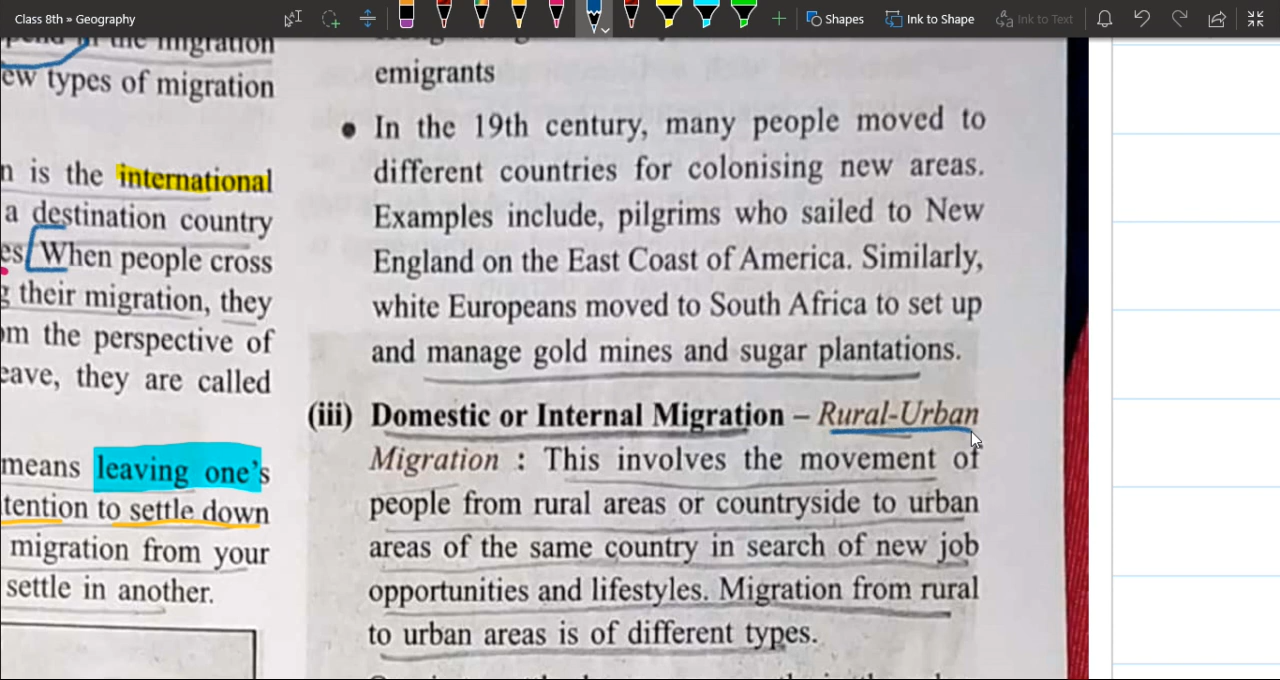 Class 8th » Geography
Shapes
Ink to Shape
Ink to Text
the migration
ew types of migration
n is the international
a destination country
es When people cross
their migration, they
m the perspective of
eave, they are called
means leaving one's
tention to settle down
migration from your
settle in another.
emigrants
• In the 19th century, many people moved to
different countries for colonising new areas.
Examples include, pilgrims who sailed to New
England on the East Coast of America. Similarly,
white Europeans moved to South Africa to set up
and manage gold mines and sugar plantations.
(iii) Domestic or Internal Migration – Rural-Urban
Migration : This involves the movement of
people from rural areas or countryside to urban
areas of the same country in search of new job
opportunities and lifestyles. Migration from rural
to urban areas is of different types.